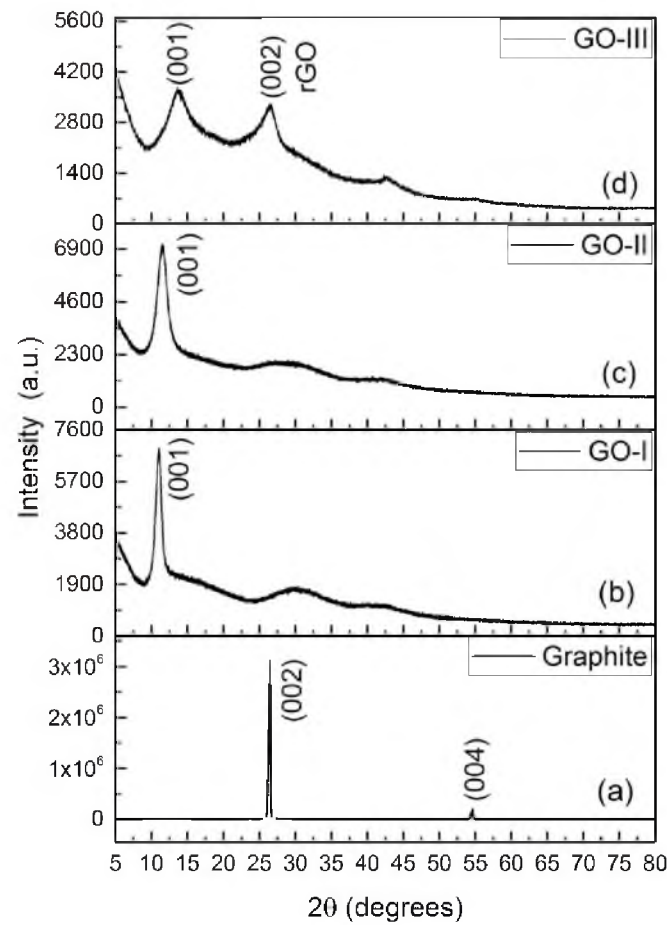 5600
4200
2800
1400
0
(001)
(002)
rGO
GO-III
(d)
6900
4600
2300
0
(001)
GO-II
(c)
7600
5700
3800
1900
0
(001)
GO-I
(b)
3x10⁶
2x10⁶
1x10⁶
0
(002)
(004)
Graphite
(a)
Intensity (a.u.)
5 10 15 20 25 30 35 40 45 50 55 60 65 70 75 80
2θ (degrees)